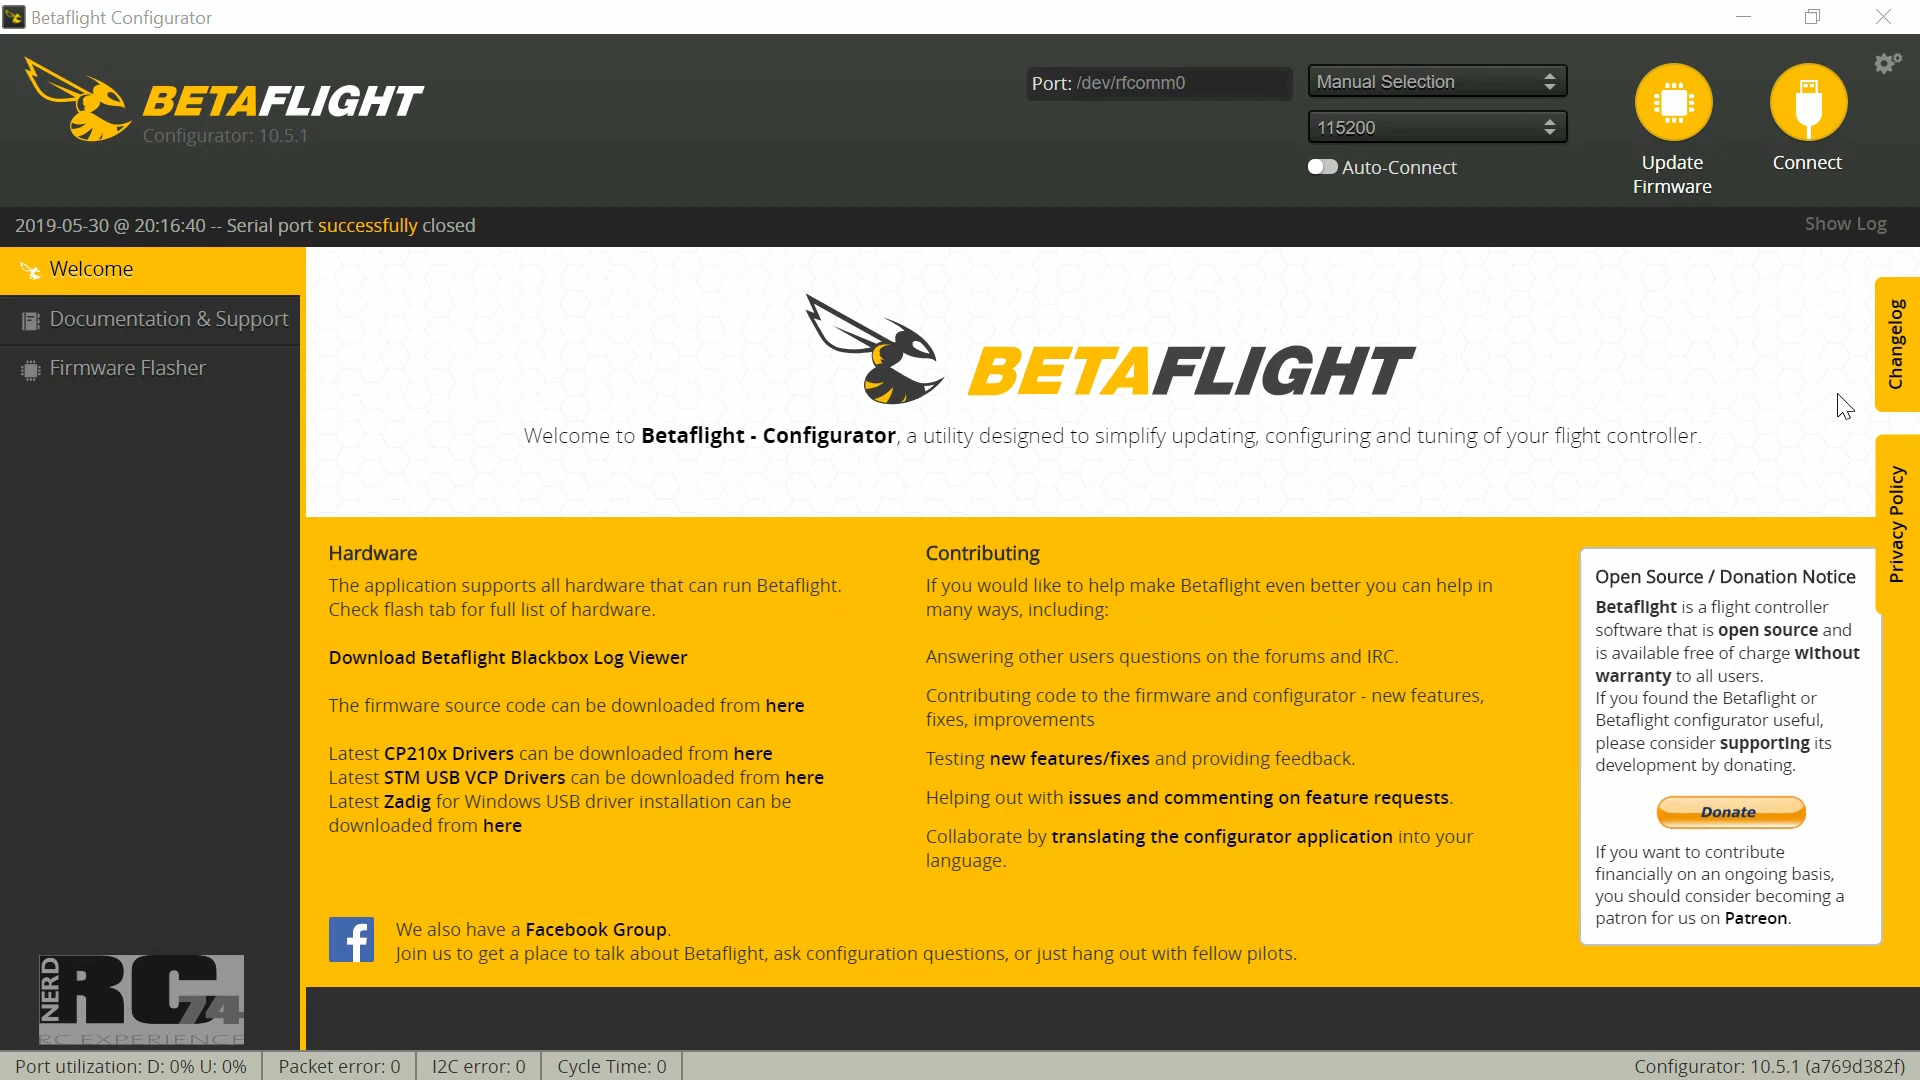 Betaflight Configurator
BETAFLIGHT
Configurator: 10.5.1
Port: /dev/rfcomm0
Manual Selection
115200
Auto-Connect
Update
Firmware
Connect
2019-05-30 @ 20:16:40 -- Serial port successfully closed
Show Log
Welcome
Documentation & Support
Firmware Flasher
BETAFLIGHT
Welcome to Betaflight - Configurator, a utility designed to simplify updating, configuring and tuning of your flight controller.
Changelog
Privacy Policy
Hardware
The application supports all hardware that can run Betaflight.
Check flash tab for full list of hardware.
Download Betaflight Blackbox Log Viewer
The firmware source code can be downloaded from here
Latest CP210x Drivers can be downloaded from here
Latest STM USB VCP Drivers can be downloaded from here
Latest Zadig for Windows USB driver installation can be
downloaded from here
Contributing
If you would like to help make Betaflight even better you can help in
many ways, including:
Answering other users questions on the forums and IRC.
Contributing code to the firmware and configurator - new features,
fixes, improvements
Testing new features/fixes and providing feedback.
Helping out with issues and commenting on feature requests.
Collaborate by translating the configurator application into your
language.
We also have a Facebook Group.
Join us to get a place to talk about Betaflight, ask configuration questions, or just hang out with fellow pilots.
Open Source / Donation Notice
Betaflight is a flight controller
software that is open source and
is available free of charge without
warranty to all users.
If you found the Betaflight or
Betaflight configurator useful,
please consider supporting its
development by donating.
Donate
If you want to contribute
financially on an ongoing basis,
you should consider becoming a
patron for us on Patreon.
NERD
RC
74
RC EXPERIENCE
Port utilization: D: 0% U: 0%
Packet error: 0
I2C error: 0
Cycle Time: 0
Configurator: 10.5.1 (a769d382f)